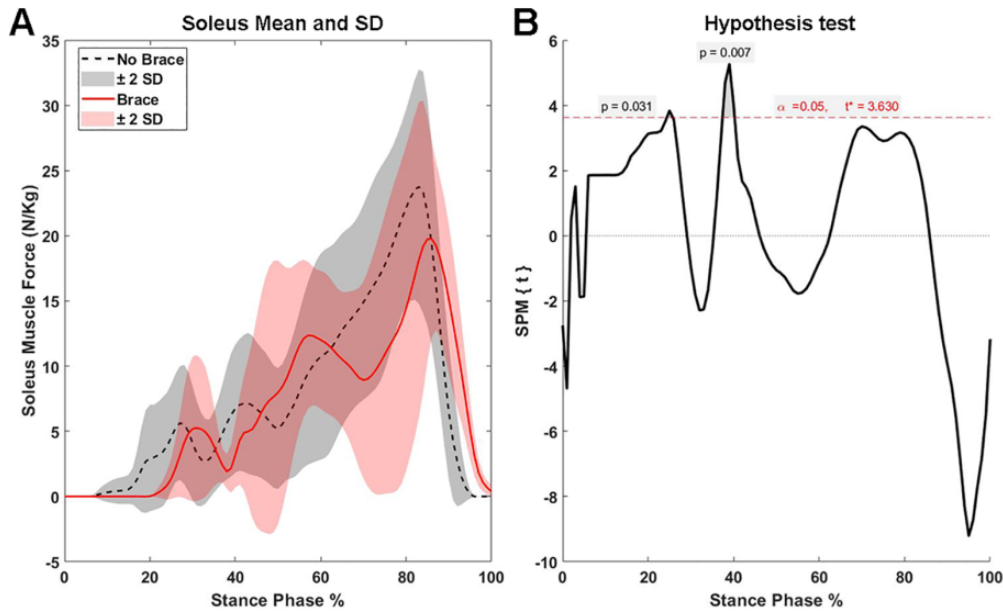 A
Soleus Mean and SD
35
30
25
20
15
10
5
0
-5
Soleus Muscle Force (N/Kg)
No Brace
± 2 SD
Brace
± 2 SD
0 20 40 60 80 100
Stance Phase %
B
Hypothesis test
6
4
2
0
-2
-4
-6
-8
-10
SPM { t }
p = 0.007
p = 0.031
α =0.05, t* = 3.630
0 20 40 60 80 100
Stance Phase %